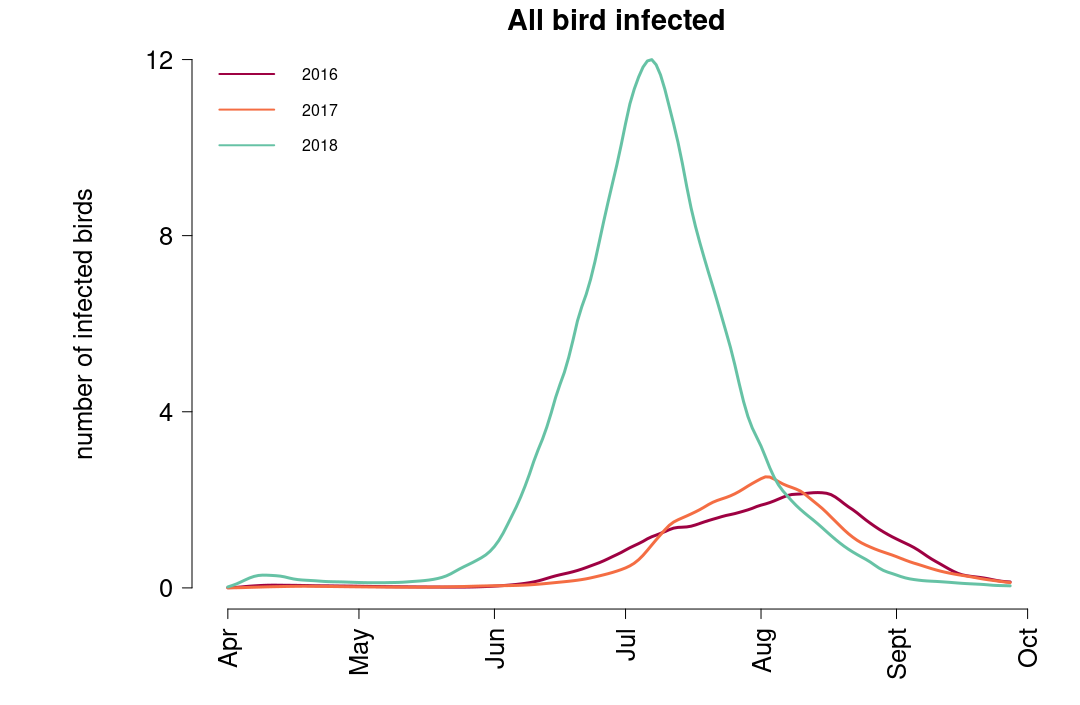 All bird infected
2016
2017
2018
number of infected birds
12
8
4
0
Apr
May
Jun
Jul
Aug
Sept
Oct